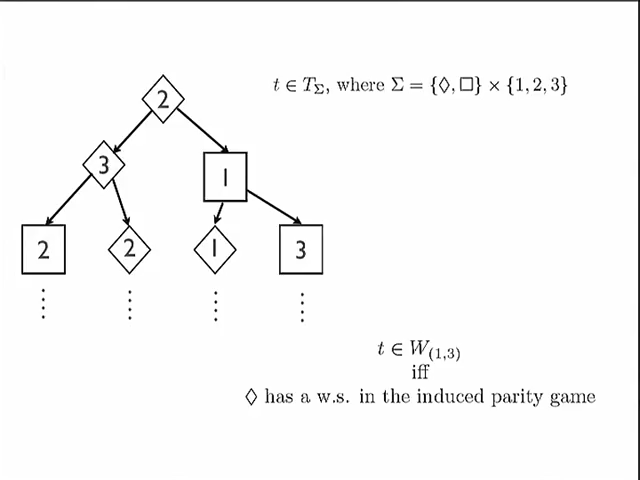 t ∈ T_Σ, where Σ = {◊, □} × {1, 2, 3}
2
3
1
2
2
1
3
t ∈ W_(1,3)
iff
◊ has a w.s. in the induced parity game